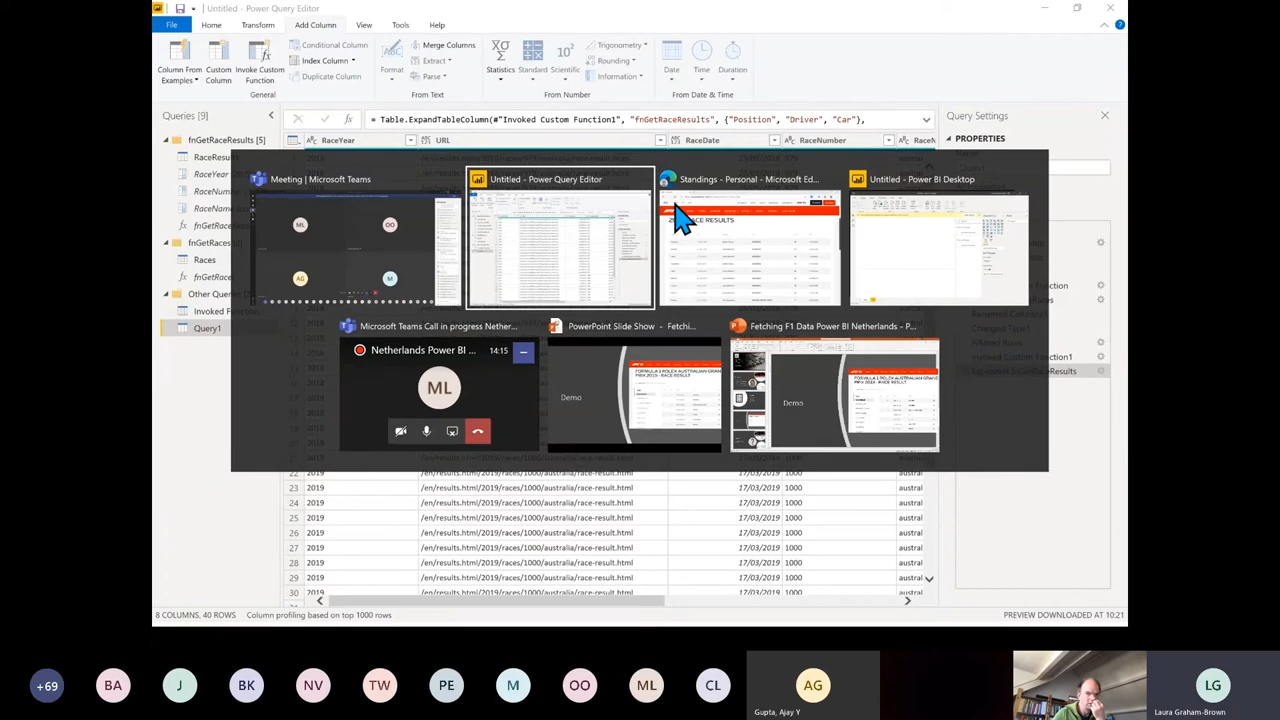 Untitled - Power Query Editor
File
Home
Transform
Add Column
View
Tools
Help
Column From
Examples
Custom
Column
Invoke Custom
Function
Conditional Column
Index Column
Duplicate Column
General
Format
Merge Columns
Extract
Parse
From Text
Statistics
Standard
Scientific
Trigonometry
Rounding
Information
From Number
Date
Time
Duration
From Date & Time
Queries [9]
= Table.ExpandTableColumn(#"Invoked Custom Function1", "fnGetRaceResults", {"Position", "Driver", "Car"},
Query Settings
PROPERTIES
fnGetRaceResults [5]
RaceYear
URL
RaceDate
RaceNumber
Meeting | Microsoft Teams
Untitled - Power Query Editor
Standings - Personal - Microsoft Ed...
Untitled - Power BI Desktop
RACE RESULTS
OO
AG
M
Races
Other Queries
Invoked
Query1
Microsoft Teams Call in progress Nether...
PowerPoint Slide Show - Fetchi...
Fetching F1 Data Power BI Netherlands - P...
Netherlands Power BI ...
14:15
ML
Demo
Demo
22 2019 /en/results.html/2019/races/1000/australia/race-result.html 17/03/2019 1000 austral
23 2019 /en/results.html/2019/races/1000/australia/race-result.html 17/03/2019 1000 austral
24 2019 /en/results.html/2019/races/1000/australia/race-result.html 17/03/2019 1000 austral
25 2019 /en/results.html/2019/races/1000/australia/race-result.html 17/03/2019 1000 austral
26 2019 /en/results.html/2019/races/1000/australia/race-result.html 17/03/2019 1000 austral
27 2019 /en/results.html/2019/races/1000/australia/race-result.html 17/03/2019 1000 austral
28 2019 /en/results.html/2019/races/1000/australia/race-result.html 17/03/2019 1000 austral
29 2019 /en/results.html/2019/races/1000/australia/race-result.html 17/03/2019 1000 austral
30 2019 /en/results.html/2019/races/1000/australia/race-result.html 17/03/2019 1000 austral
8 COLUMNS, 40 ROWS
Column profiling based on top 1000 rows
PREVIEW DOWNLOADED AT 10:21
+69
BA
J
BK
NV
TW
PE
M
OO
ML
CL
AG
LG
Gupta, Ajay Y
Laura Graham-Brown